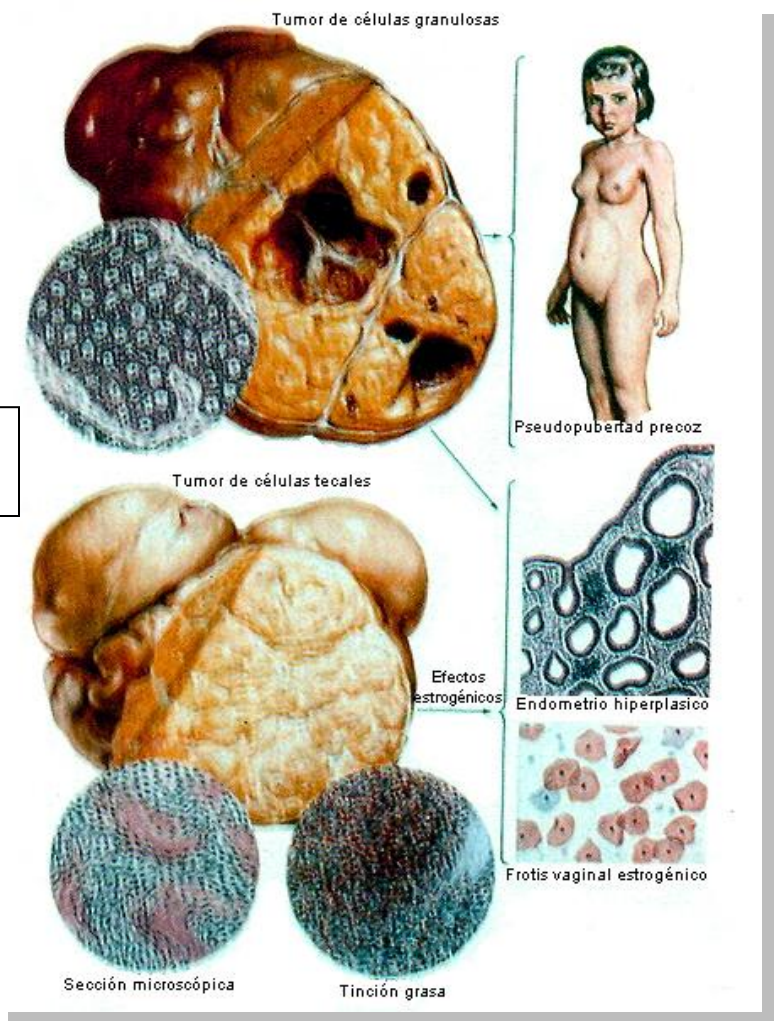 Tumor de células granulosas
Pseudopubertad precoz
Tumor de células tecales
Efectos
estrogénicos
Endometrio hiperplasico
Frotis vaginal estrogénico
Sección microscópica
Tinción grasa